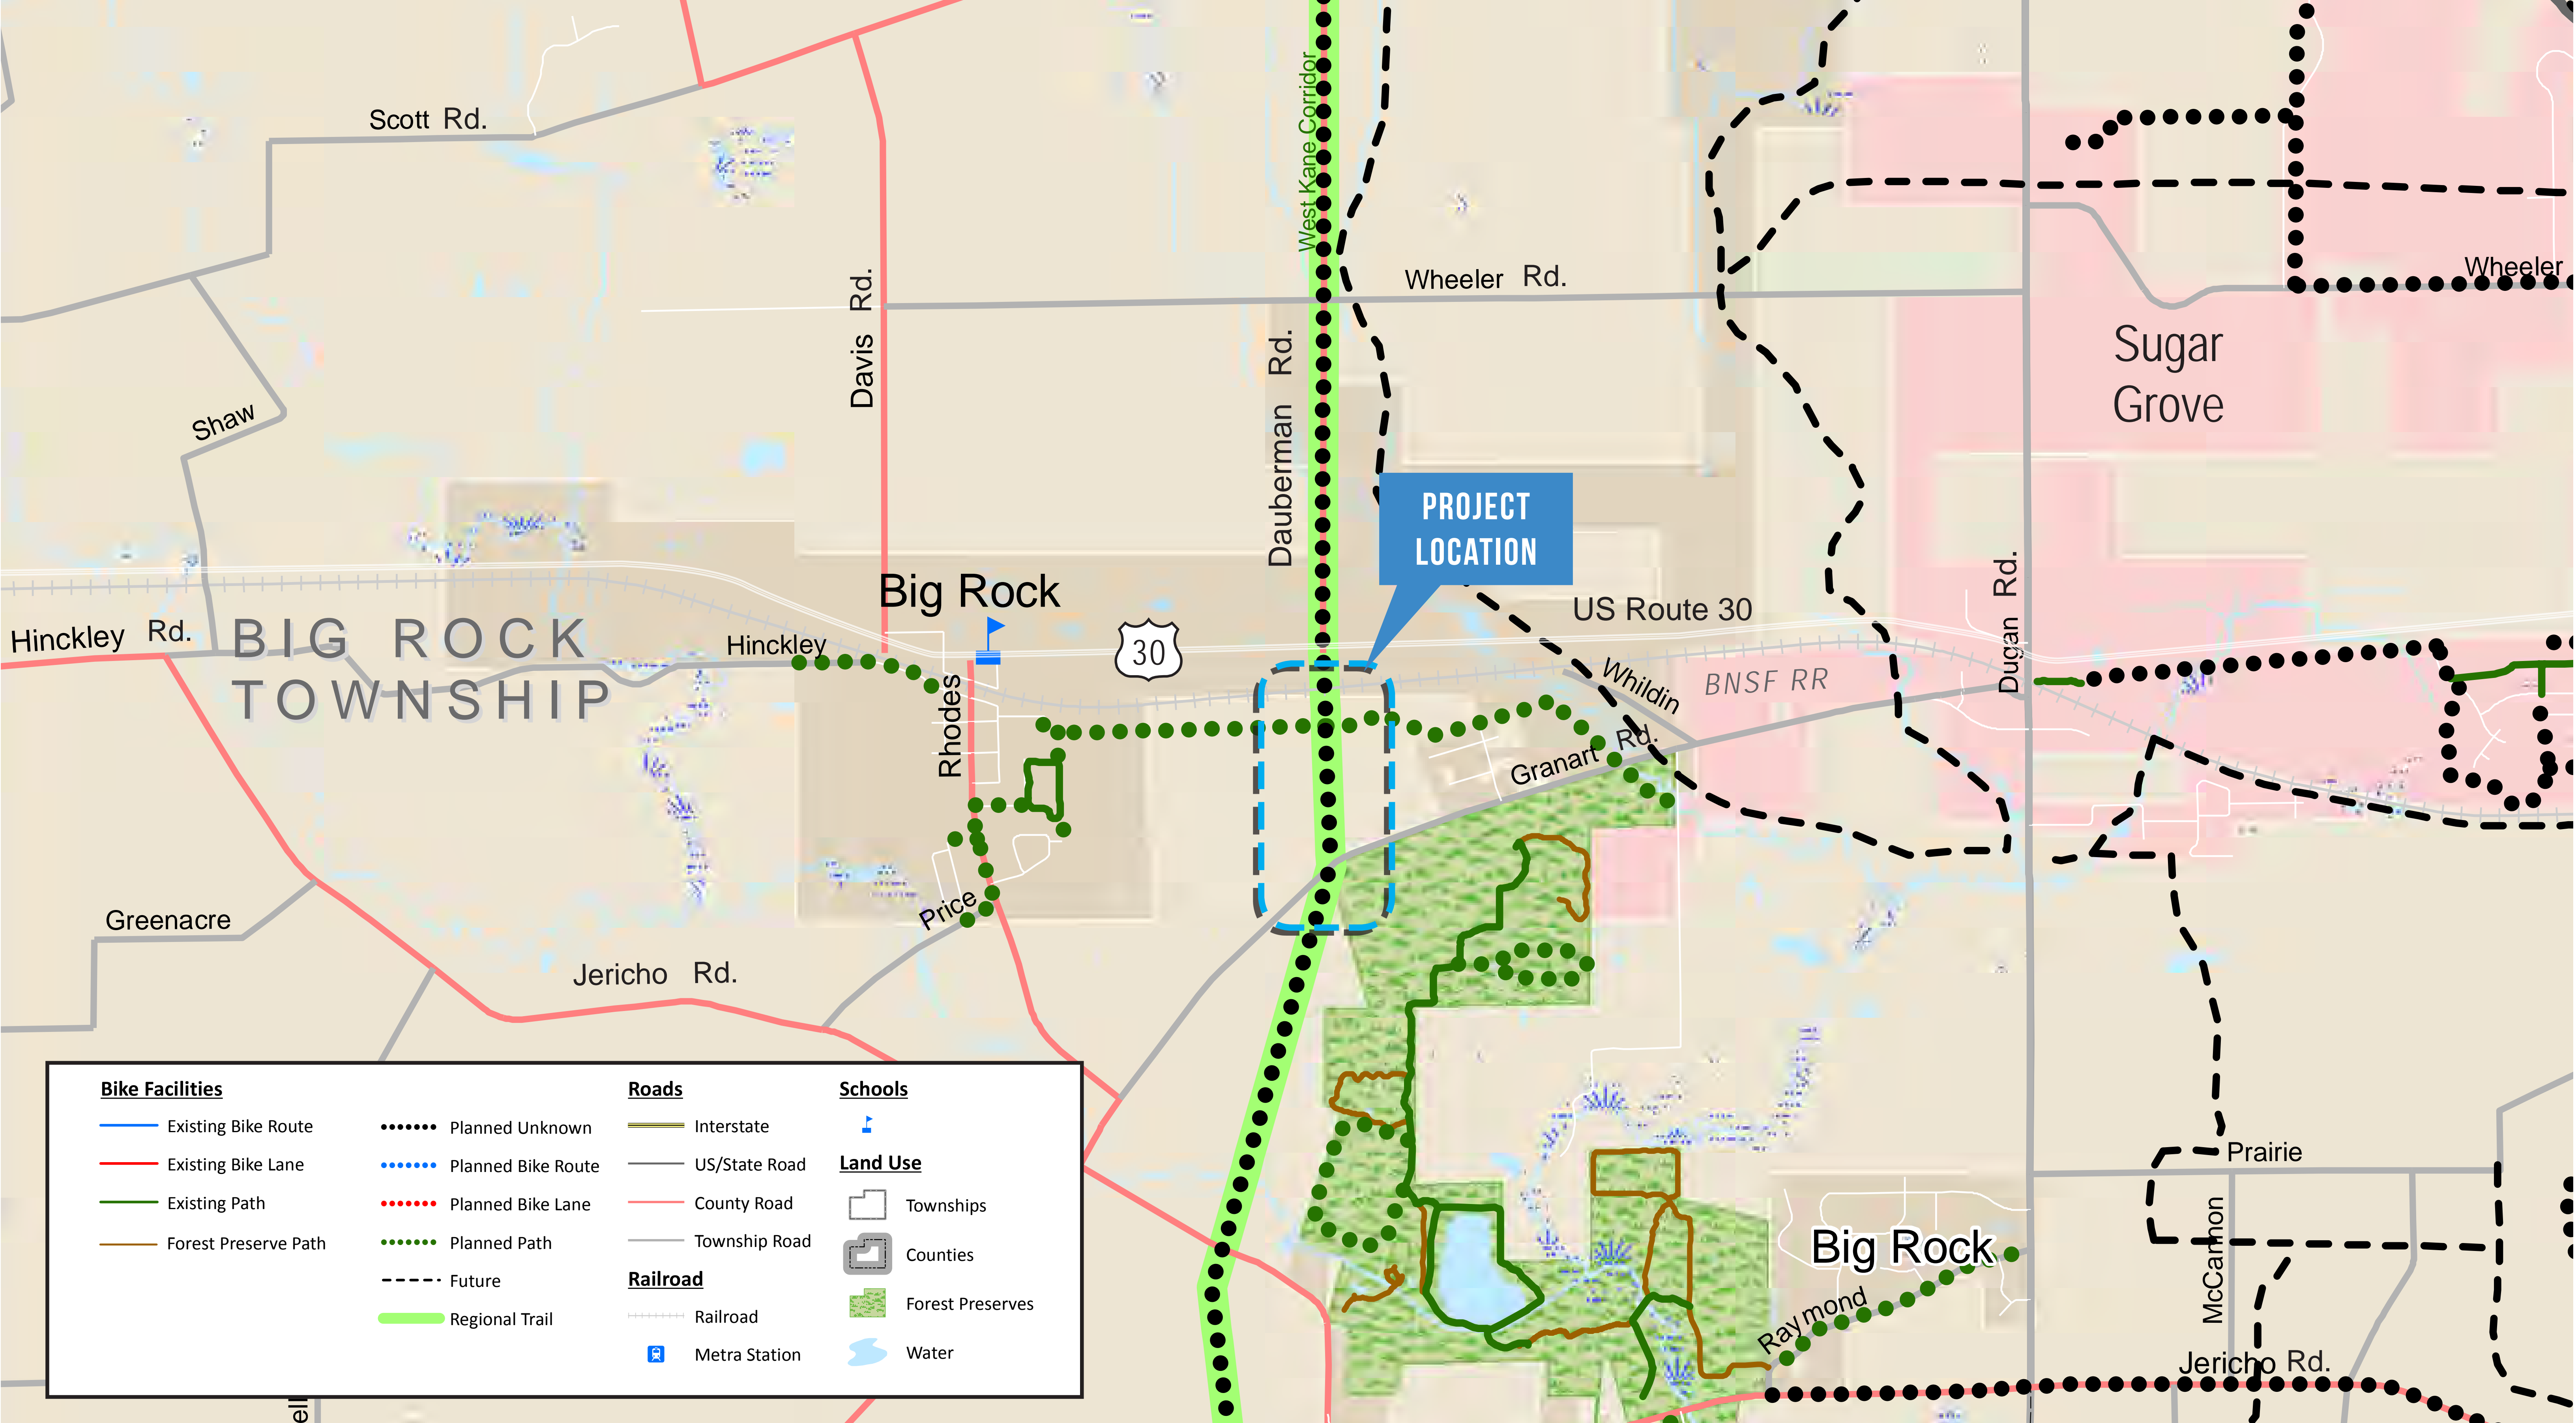 Scott Rd.
West Kane Corridor
Wheeler Rd.
Wheeler
Davis Rd.
Dauberman Rd.
Sugar
Grove
Shaw
PROJECT
LOCATION
Big Rock
US Route 30
Dugan Rd.
Hinckley Rd.
BIG ROCK
TOWNSHIP
Hinckley
30
Rhodes
Whildin
BNSF RR
Granart Rd.
Price
Greenacre
Jericho Rd.
Prairie
McCannon
Big Rock
Raymond
Jericho Rd.
ell
Bike Facilities
Existing Bike Route
Existing Bike Lane
Existing Path
Forest Preserve Path
Planned Unknown
Planned Bike Route
Planned Bike Lane
Planned Path
Future
Regional Trail
Roads
Interstate
US/State Road
County Road
Township Road
Railroad
Railroad
Metra Station
Schools
Land Use
Townships
Counties
Forest Preserves
Water